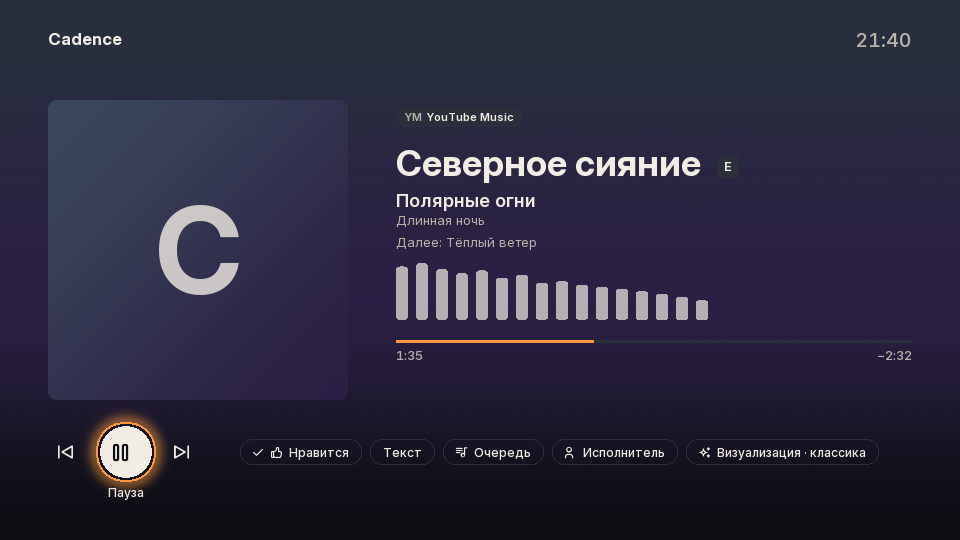 Cadence
21:40
YM YouTube Music
Северное сияние E
Полярные огни
Длинная ночь
Далее: Тёплый ветер
C
1:35
−2:32
Нравится
Текст
Очередь
Исполнитель
Визуализация · классика
Пауза